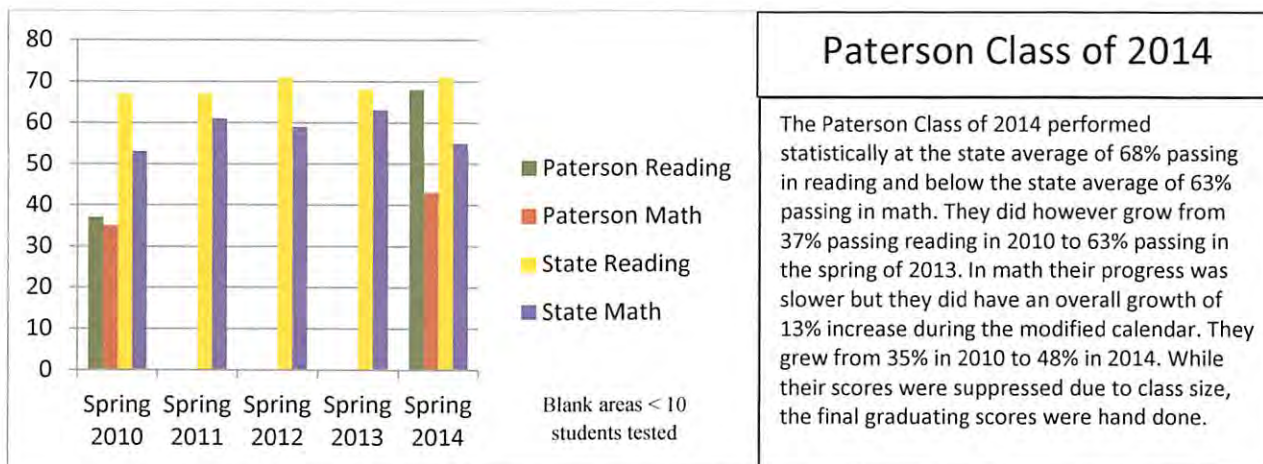 80
70
60
50
40
30
20
10
0
Spring
2010
Spring
2011
Spring
2012
Spring
2013
Spring
2014
Paterson Reading
Paterson Math
State Reading
State Math
Blank areas < 10
students tested
Paterson Class of 2014
The Paterson Class of 2014 performed
statistically at the state average of 68% passing
in reading and below the state average of 63%
passing in math. They did however grow from
37% passing reading in 2010 to 63% passing in
the spring of 2013. In math their progress was
slower but they did have an overall growth of
13% increase during the modified calendar. They
grew from 35% in 2010 to 48% in 2014. While
their scores were suppressed due to class size,
the final graduating scores were hand done.